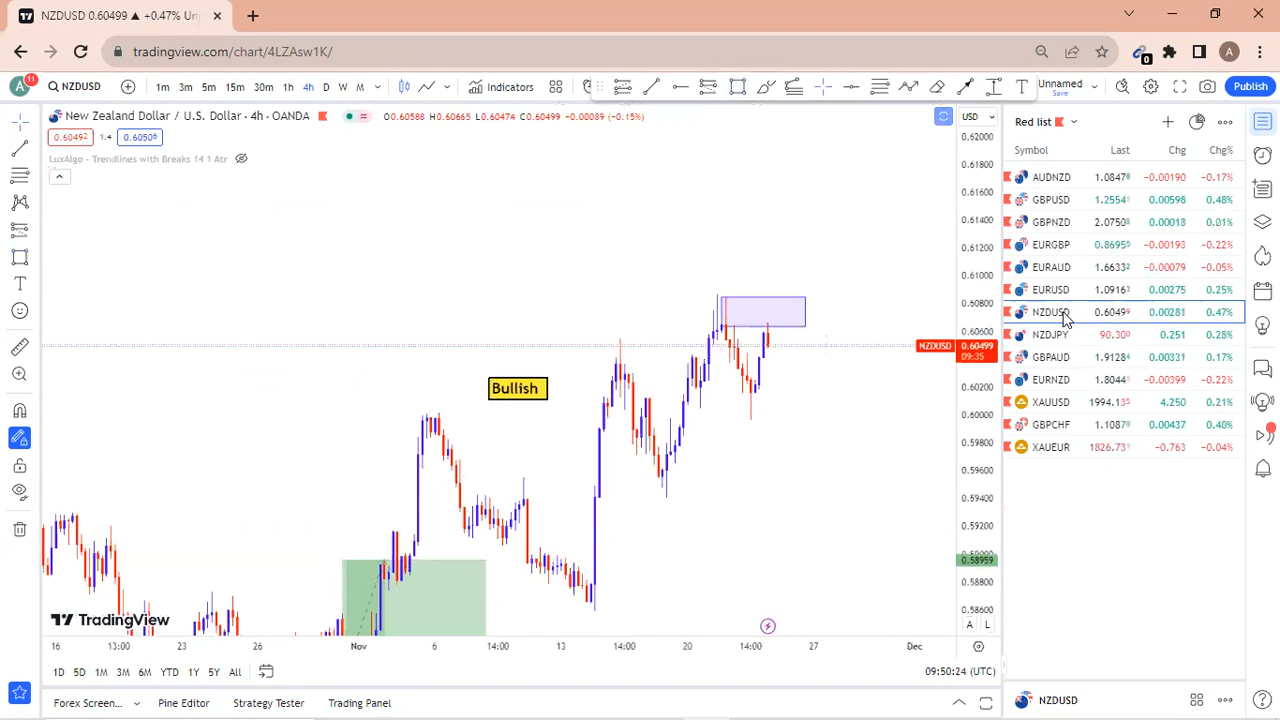 NZDUSD 0.60499 ▲ +0.47% Un
tradingview.com/chart/4LZAsw1K/
0
A
A
11
NZDUSD
1m 3m 5m 15m 30m 1h 4h D W M
Indicators
T
Unnamed
Save
Publish
New Zealand Dollar / U.S. Dollar · 4h · OANDA
O0.60588 H0.60665 L0.60474 C0.60499 −0.00089 (−0.15%)
0.60492 1.4 0.60506
LuxAlgo - Trendlines with Breaks 14 1 Atr
USD
0.62000
0.61800
0.61600
0.61400
0.61200
0.61000
0.60800
0.60600
NZDUSD 0.60499
09:35
0.60200
0.60000
0.59800
0.59600
0.59400
0.59200
0.58959
0.58800
0.58600
Bullish
TradingView
A L
16 13:00 23 26 Nov 6 14:00 13 14:00 20 14:00 27 Dec
1D 5D 1M 3M 6M YTD 1Y 5Y All
09:50:24 (UTC)
Forex Screen... Pine Editor Strategy Tester Trading Panel
Red list
Symbol Last Chg Chg%
AUDNZD 1.08476 −0.00190 −0.17%
GBPUSD 1.2554 0.00598 0.48%
GBPNZD 2.0750 0.00018 0.01%
EURGBP 0.8695 −0.00193 −0.22%
EURAUD 1.6633 −0.00079 −0.05%
EURUSD 1.0916 0.00275 0.25%
NZDUSD 0.60499 0.00281 0.47%
NZDJPY 90.300 0.251 0.28%
GBPAUD 1.91284 0.00331 0.17%
EURNZD 1.8044 −0.00399 −0.22%
XAUUSD 1994.135 4.250 0.21%
GBPCHF 1.1087 0.00437 0.40%
XAUEUR 1826.73 −0.763 −0.04%
NZDUSD